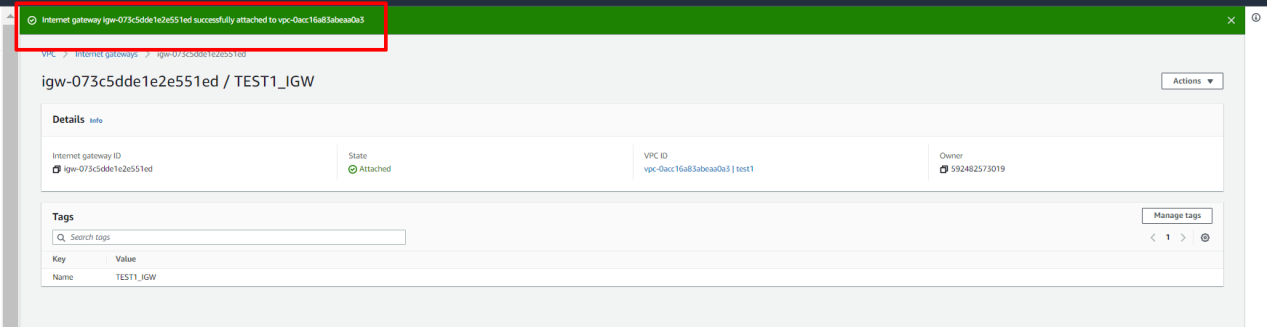 Internet gateway igw-073c5dde1e2e551ed successfully attached to vpc-0acc16a83abeaa0a3
VPC > Internet gateways > igw-073c5dde1e2e551ed
igw-073c5dde1e2e551ed / TEST1_IGW
Actions
Details Info
Internet gateway ID
igw-073c5dde1e2e551ed
State
Attached
VPC ID
vpc-0acc16a83abeaa0a3 | test1
Owner
592482573019
Tags
Manage tags
Search tags
1
Key Value
Name TEST1_IGW